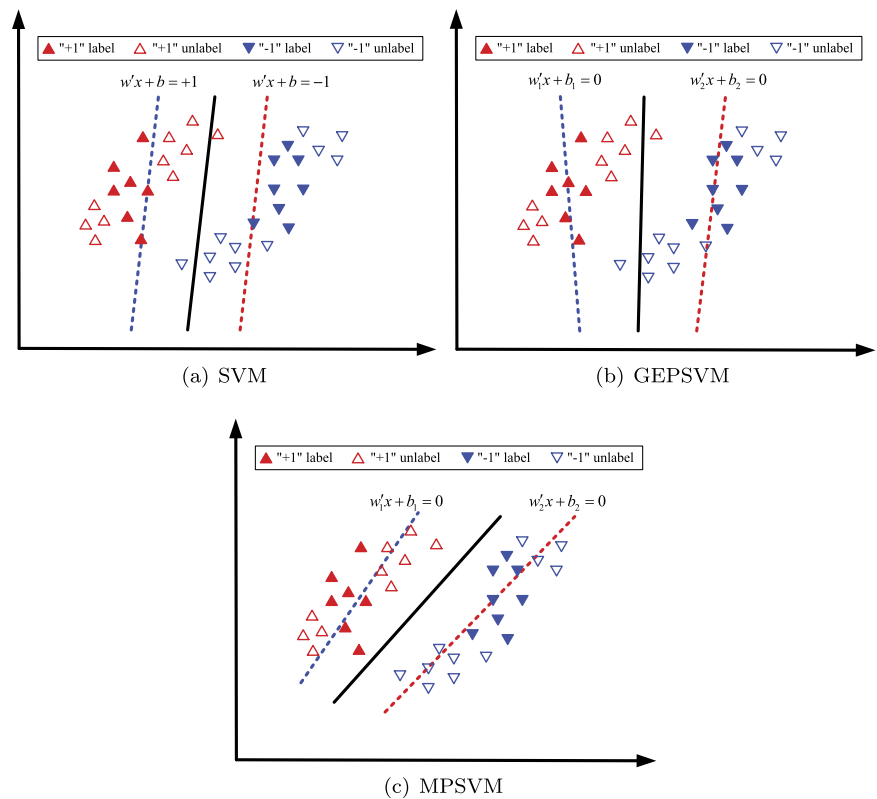 "+1" label "+1" unlabel "-1" label "-1" unlabel
w′x+b=+1 w′x+b=−1
(a) SVM
"+1" label "+1" unlabel "-1" label "-1" unlabel
w′₁x+b₁=0 w′₂x+b₂=0
(b) GEPSVM
"+1" label "+1" unlabel "-1" label "-1" unlabel
w′₁x+b₁=0 w′₂x+b₂=0
(c) MPSVM